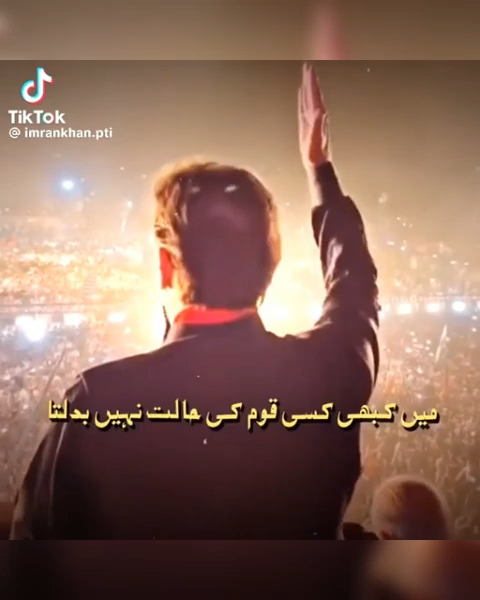 TikTok
@ imrankhan.pti
میں کبھی کسی قوم کی حالت نہیں بدلتا